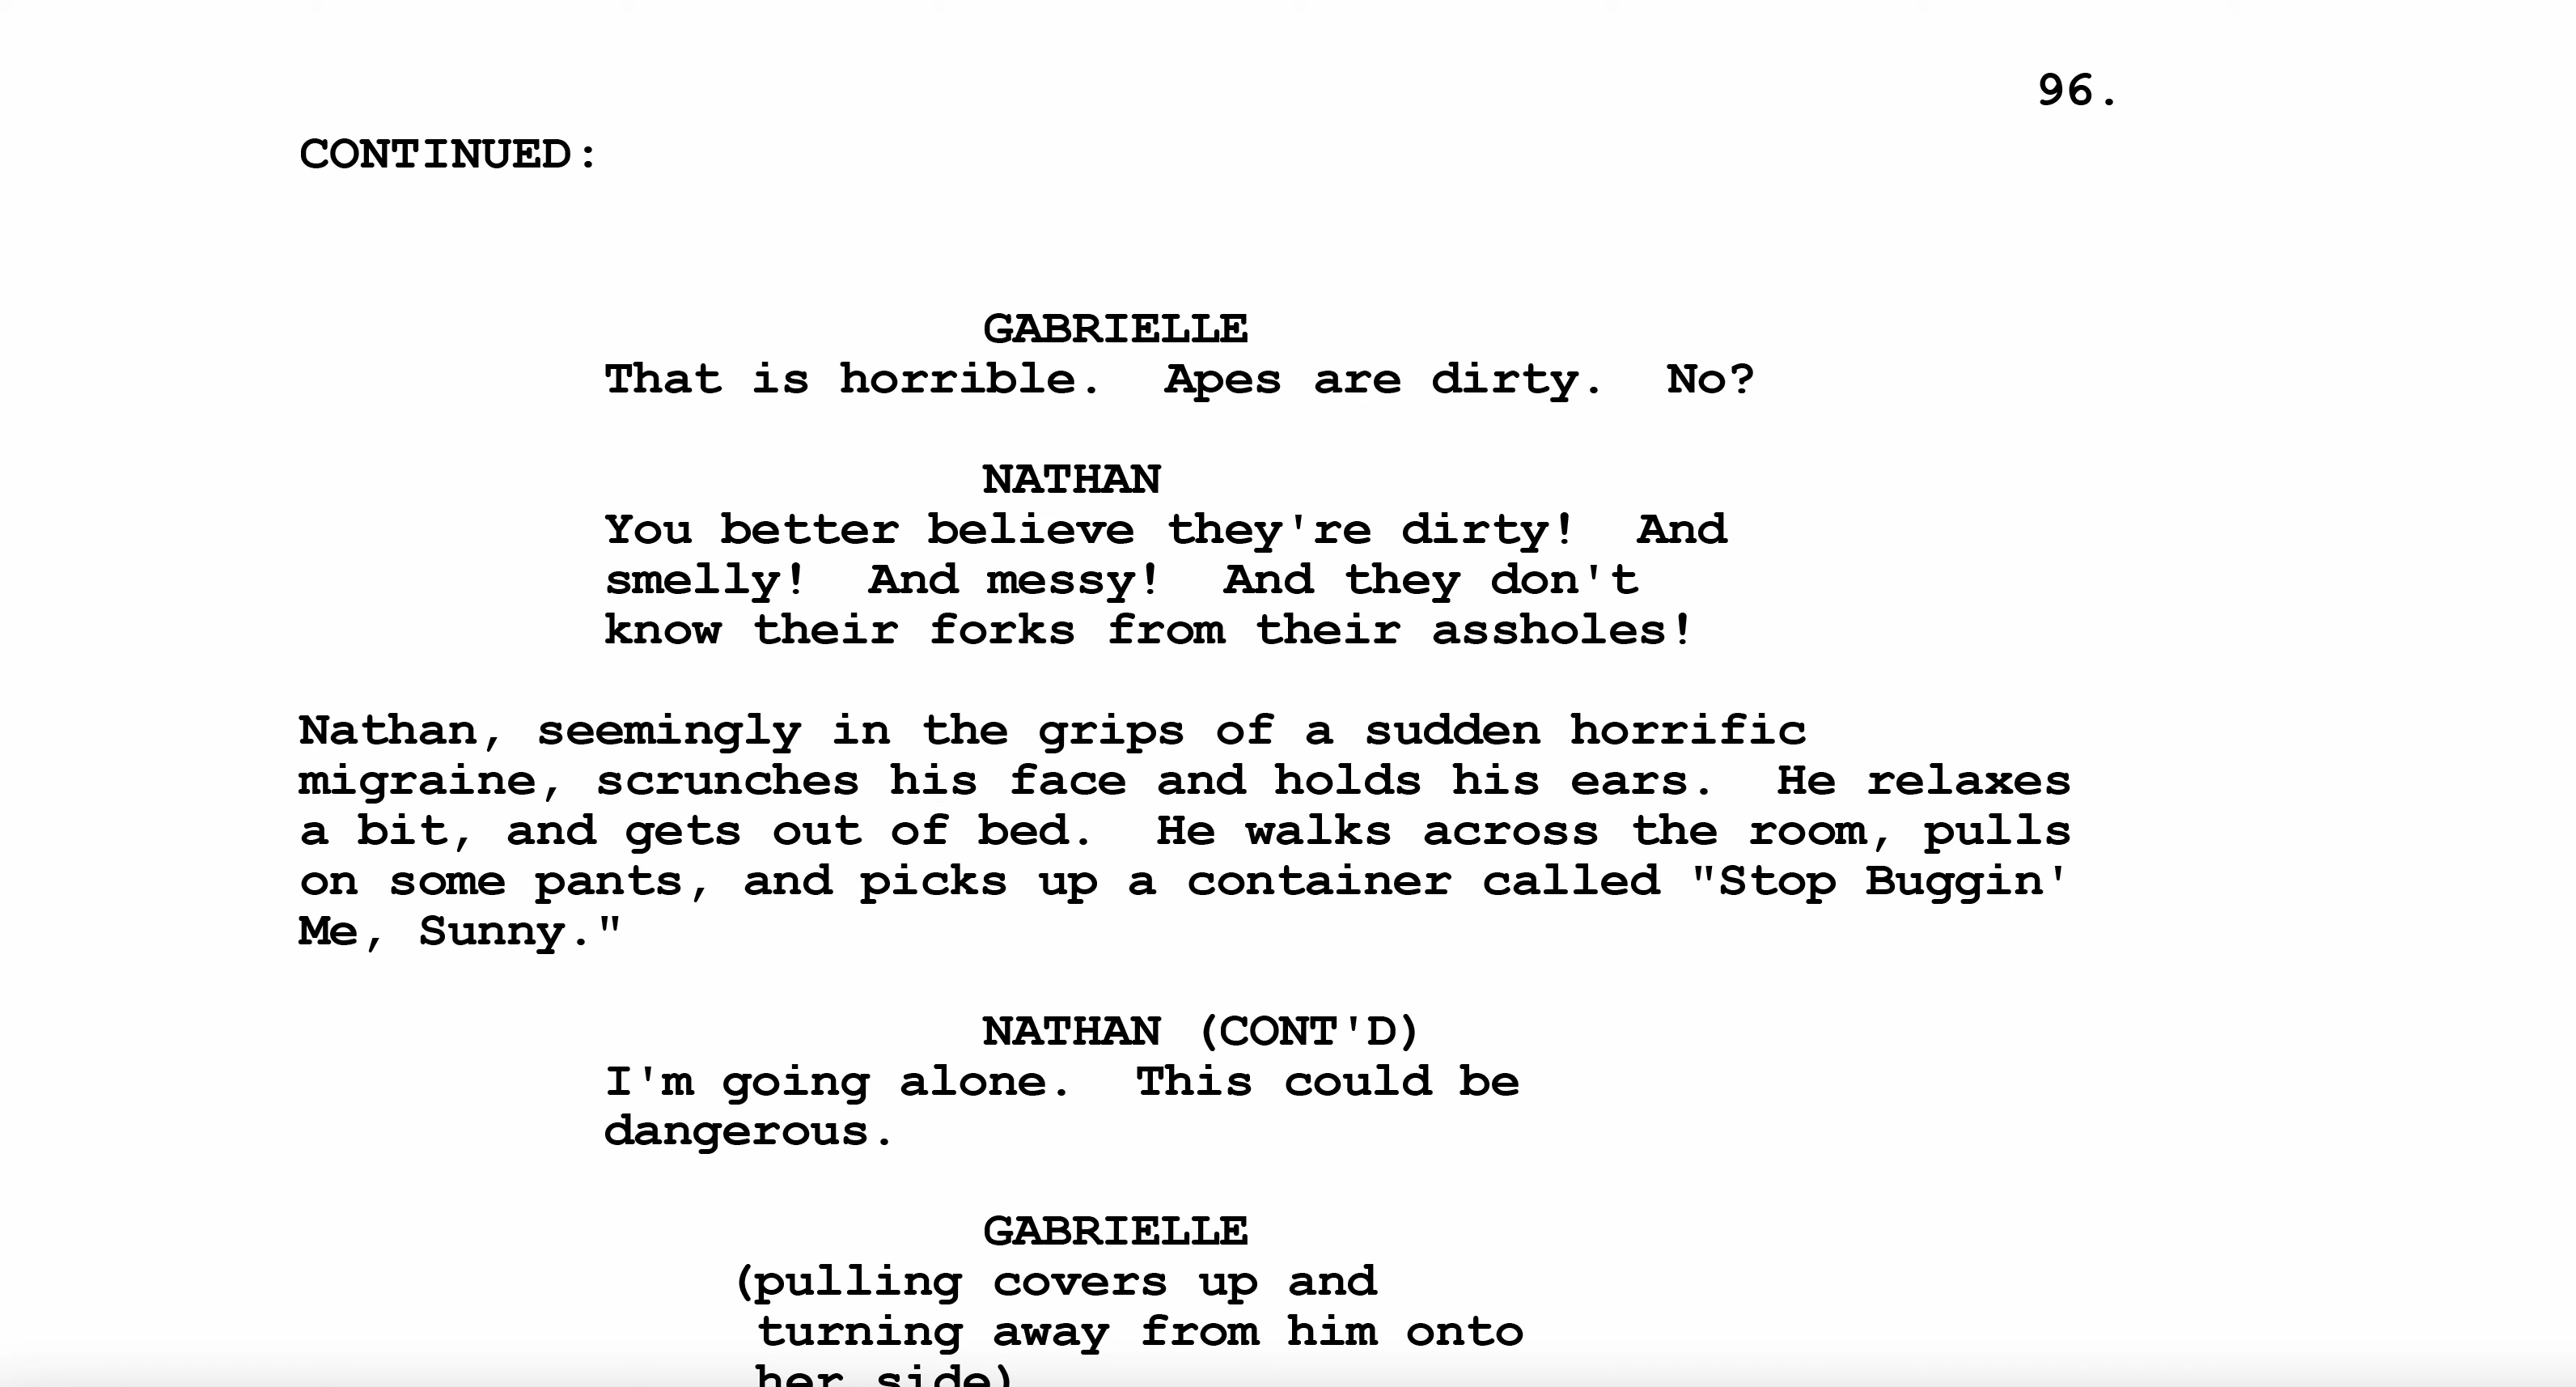 96.
CONTINUED:
GABRIELLE
That is horrible.  Apes are dirty.  No?
NATHAN
You better believe they're dirty!  And
smelly!  And messy!  And they don't
know their forks from their assholes!
Nathan, seemingly in the grips of a sudden horrific
migraine, scrunches his face and holds his ears.  He relaxes
a bit, and gets out of bed.  He walks across the room, pulls
on some pants, and picks up a container called "Stop Buggin'
Me, Sunny."
NATHAN (CONT'D)
I'm going alone.  This could be
dangerous.
GABRIELLE
(pulling covers up and
turning away from him onto
her side)